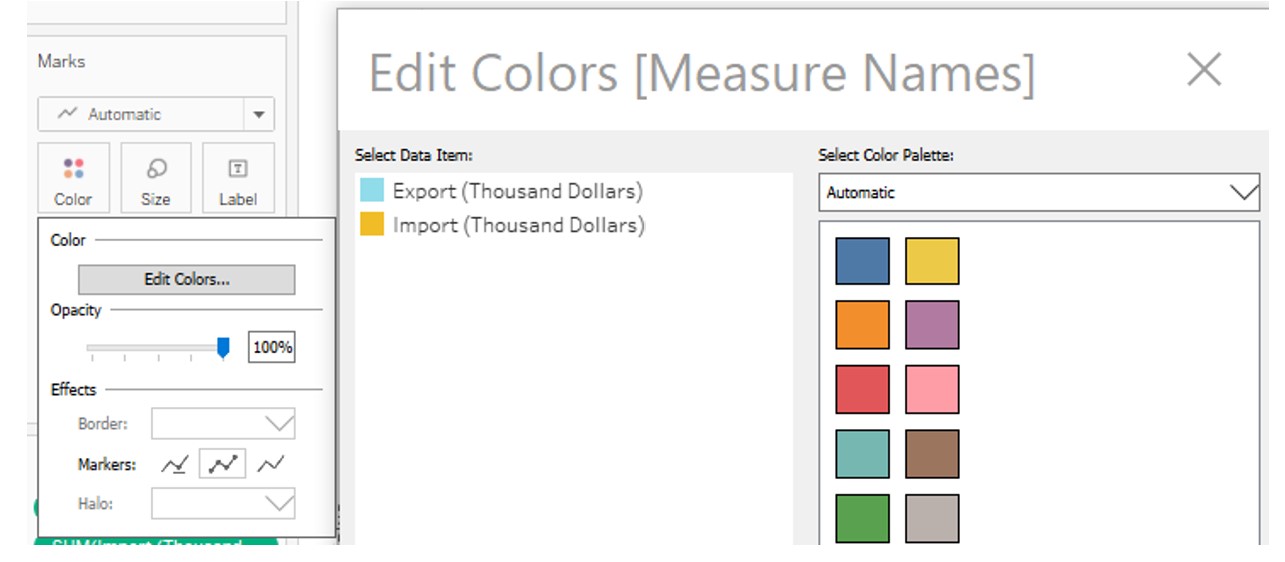 Marks
Automatic
Color Size Label
Color
Edit Colors...
Opacity
100%
Effects
Border:
Markers:
Halo:
SUM(Import (Thousand
Edit Colors [Measure Names]
Select Data Item:
Export (Thousand Dollars)
Import (Thousand Dollars)
Select Color Palette:
Automatic